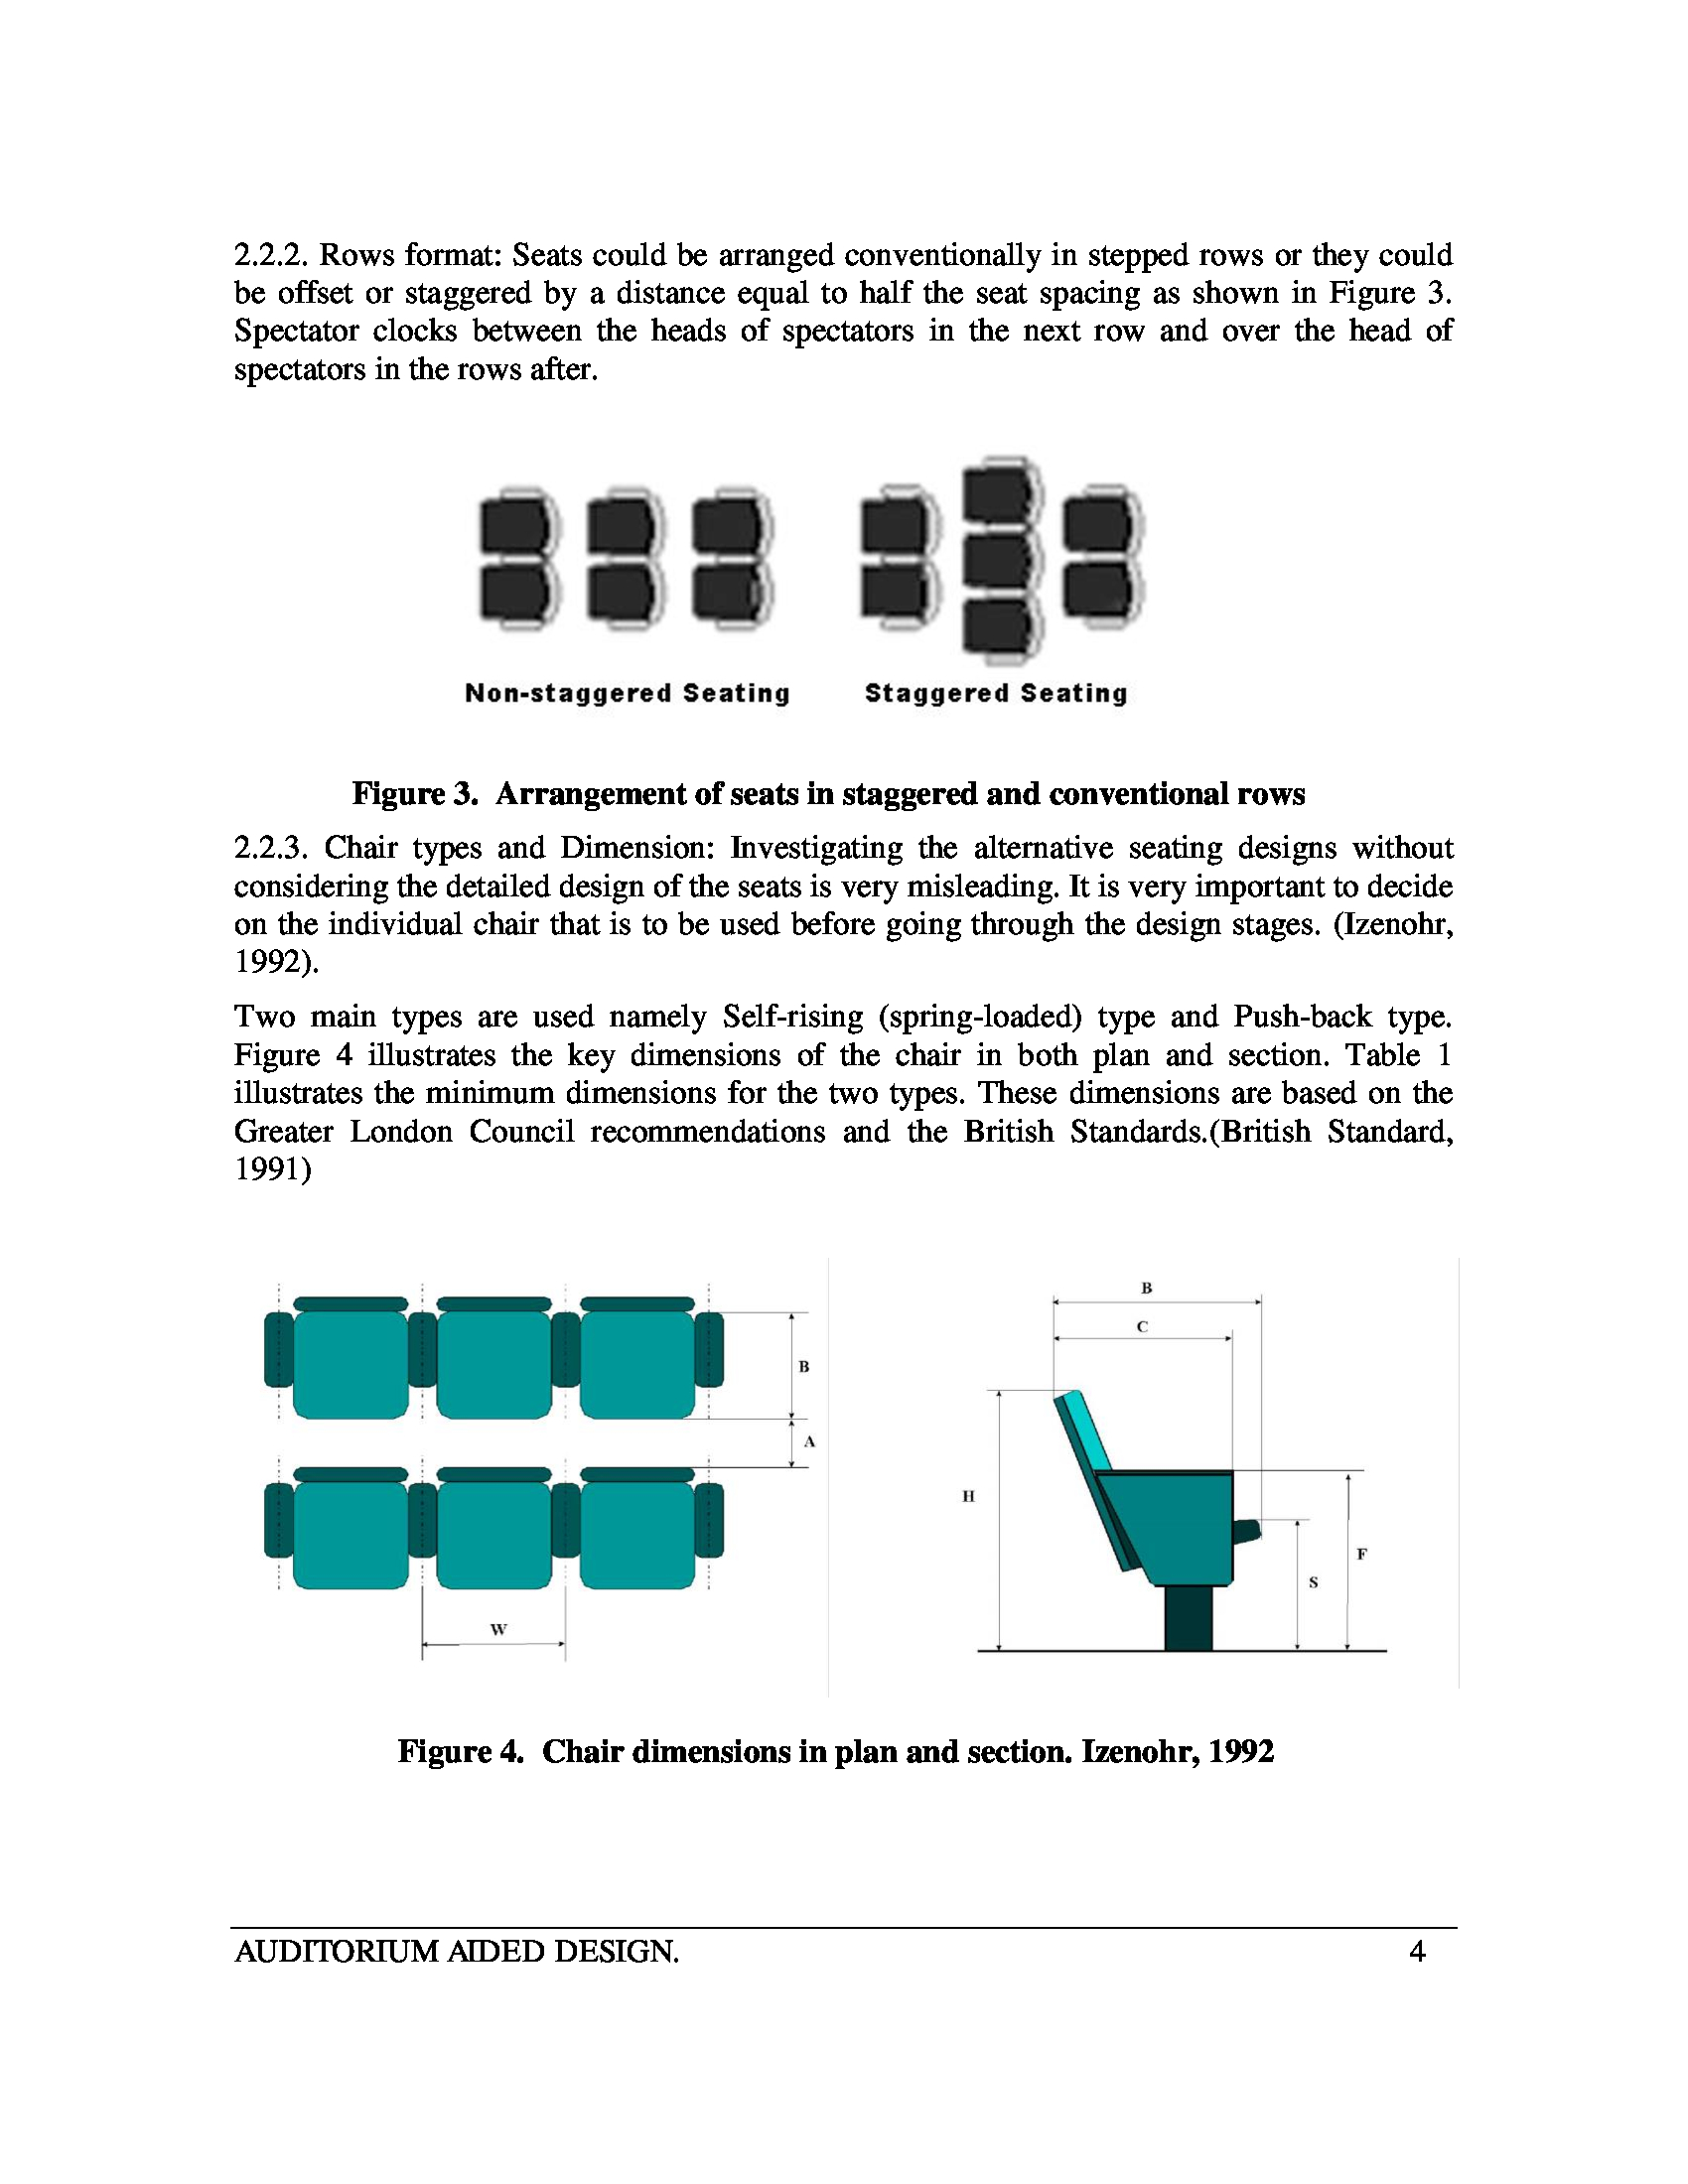 2.2.2. Rows format: Seats could be arranged conventionally in stepped rows or they could
be offset or staggered by a distance equal to half the seat spacing as shown in Figure 3.
Spectator clocks between the heads of spectators in the next row and over the head of
spectators in the rows after.
Non-staggered Seating
Staggered Seating
Figure 3. Arrangement of seats in staggered and conventional rows
2.2.3. Chair types and Dimension: Investigating the alternative seating designs without
considering the detailed design of the seats is very misleading. It is very important to decide
on the individual chair that is to be used before going through the design stages. (Izenohr,
1992).
Two main types are used namely Self-rising (spring-loaded) type and Push-back type.
Figure 4 illustrates the key dimensions of the chair in both plan and section. Table 1
illustrates the minimum dimensions for the two types. These dimensions are based on the
Greater London Council recommendations and the British Standards.(British Standard,
1991)
B
A
W
B
C
H
F
S
Figure 4. Chair dimensions in plan and section. Izenohr, 1992
AUDITORIUM AIDED DESIGN. 4